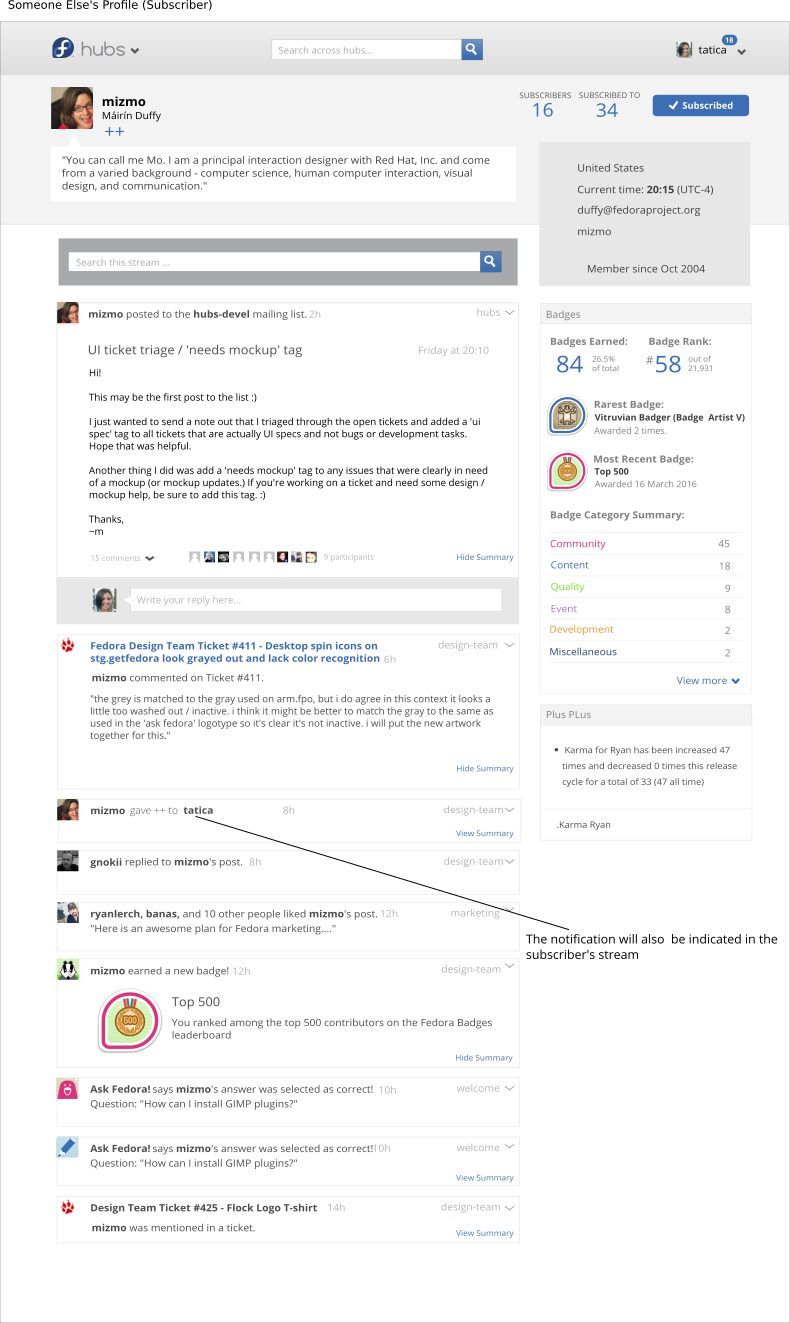 Someone Else's Profile (Subscriber)
hubs
Search across hubs...
18
tatica
mizmo
Máirín Duffy
++
SUBSCRIBERS
16
SUBSCRIBED TO
34
Subscribed
"You can call me Mo. I am a principal interaction designer with Red Hat, Inc. and come
from a varied background - computer science, human computer interaction, visual
design, and communication."
United States
Current time: 20:15 (UTC-4)
duffy@fedoraproject.org
mizmo
Member since Oct 2004
Search this stream ...
mizmo posted to the hubs-devel mailing list. 2h
hubs
UI ticket triage / 'needs mockup' tag
Friday at 20:10
Hi!
This may be the first post to the list :)
I just wanted to send a note out that I triaged through the open tickets and added a 'ui
spec' tag to all tickets that are actually UI specs and not bugs or development tasks.
Hope that was helpful.
Another thing I did was add a 'needs mockup' tag to any issues that were clearly in need
of a mockup (or mockup updates.) If you're working on a ticket and need some design /
mockup help, be sure to add this tag. :)
Thanks,
~m
15 comments
9 participants
Hide Summary
Write your reply here...
Fedora Design Team Ticket #411 - Desktop spin icons on
stg.getfedora look grayed out and lack color recognition 6h
design-team
mizmo commented on Ticket #411.
"the grey is matched to the gray used on arm.fpo, but i do agree in this context it looks a
little too washed out / inactive. i think it might be better to match the gray to the same as
used in the 'ask fedora' logotype so it's clear it's not inactive. i will put the new artwork
together for this."
Hide Summary
mizmo gave ++ to tatica 8h
design-team
View Summary
gnokii replied to mizmo's post. 8h
design-team
ryanlerch, banas, and 10 other people liked mizmo's post. 12h
marketing
"Here is an awesome plan for Fedora marketing...."
mizmo earned a new badge! 12h
design-team
500
Top 500
You ranked among the top 500 contributors on the Fedora Badges
leaderboard
Hide Summary
Ask Fedora! says mizmo's answer was selected as correct! 10h
welcome
Question: "How can I install GIMP plugins?"
Ask Fedora! says mizmo's answer was selected as correct! 10h
welcome
Question: "How can I install GIMP plugins?"
View Summary
Design Team Ticket #425 - Flock Logo T-shirt 14h
design-team
mizmo was mentioned in a ticket.
View Summary
Badges
Badges Earned:
84 26.5%
of total
Badge Rank:
#58 out of
21,931
Rarest Badge:
Vitruvian Badger (Badge Artist V)
Awarded 2 times.
500
Most Recent Badge:
Top 500
Awarded 16 March 2016
Badge Category Summary:
Community 45
Content 18
Quality 9
Event 8
Development 2
Miscellaneous 2
View more
Plus PLus
• Karma for Ryan has been increased 47
times and decreased 0 times this release
cycle for a total of 33 (47 all time)
.Karma Ryan
The notification will also be indicated in the
subscriber's stream